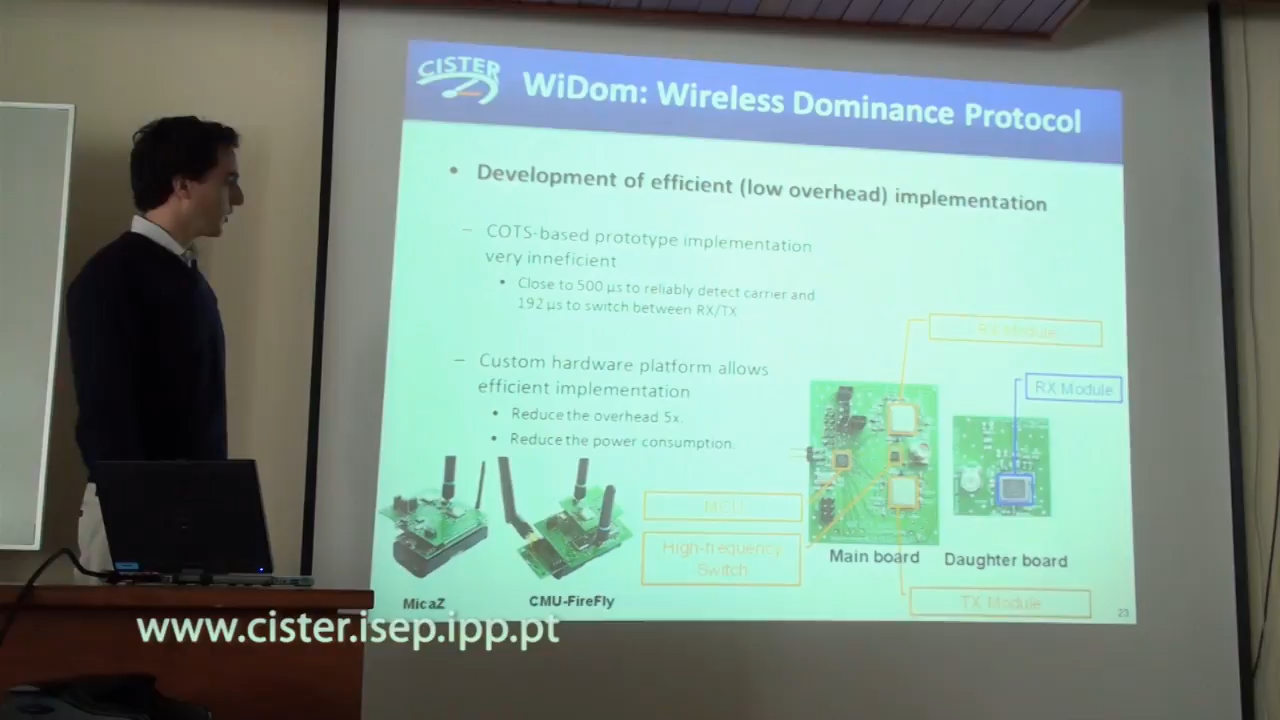 CISTER
WiDom: Wireless Dominance Protocol
• Development of efficient (low overhead) implementation
– COTS-based prototype implementation
very inneficient
• Close to 500 µs to reliably detect carrier and
192 µs to switch between RX/TX
– Custom hardware platform allows
efficient implementation
• Reduce the overhead 5x.
• Reduce the power consumption.
RX Module
RX Module
MCU
High-frequency
Switch
Main board
Daughter board
TX Module
MicaZ
CMU-FireFly
23
www.cister.isep.ipp.pt